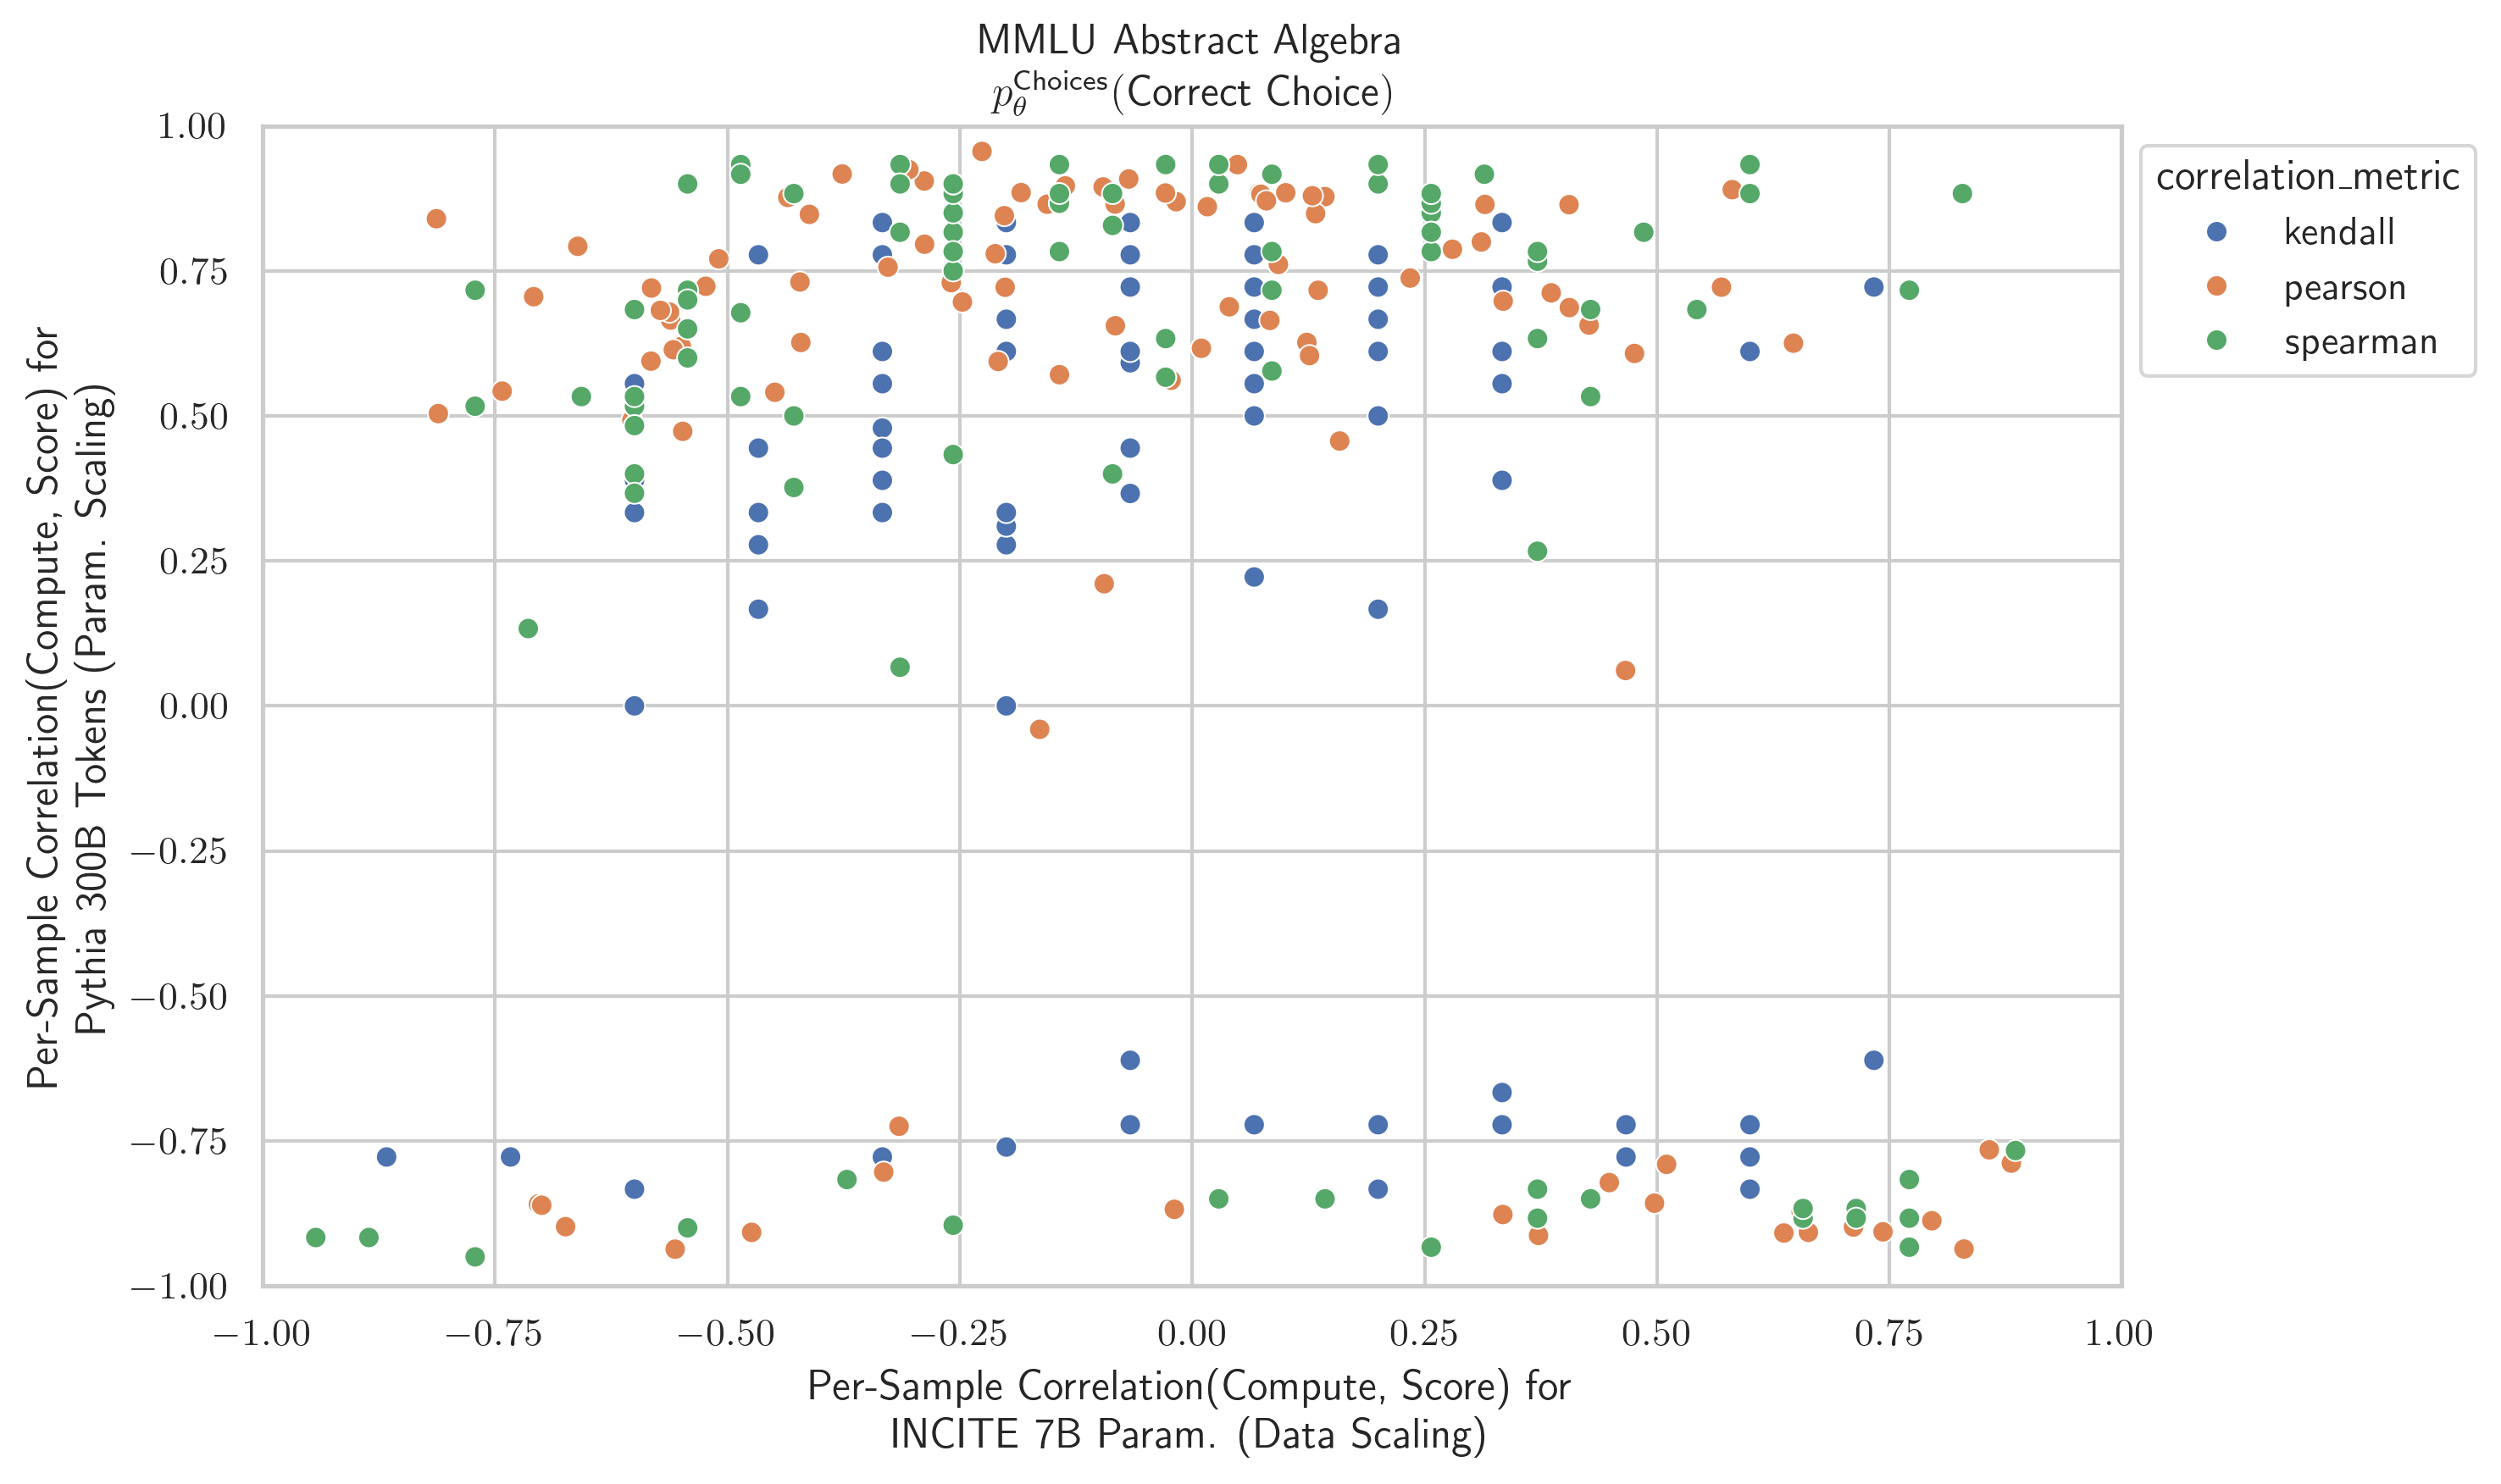 MMLU Abstract Algebra
p_θ^Choices(Correct Choice)
1.00
0.75
0.50
0.25
0.00
−0.25
−0.50
−0.75
−1.00
Per-Sample Correlation(Compute, Score) for
Pythia 300B Tokens (Param. Scaling)
correlation_metric
kendall
pearson
spearman
−1.00 −0.75 −0.50 −0.25 0.00 0.25 0.50 0.75 1.00
Per-Sample Correlation(Compute, Score) for
INCITE 7B Param. (Data Scaling)